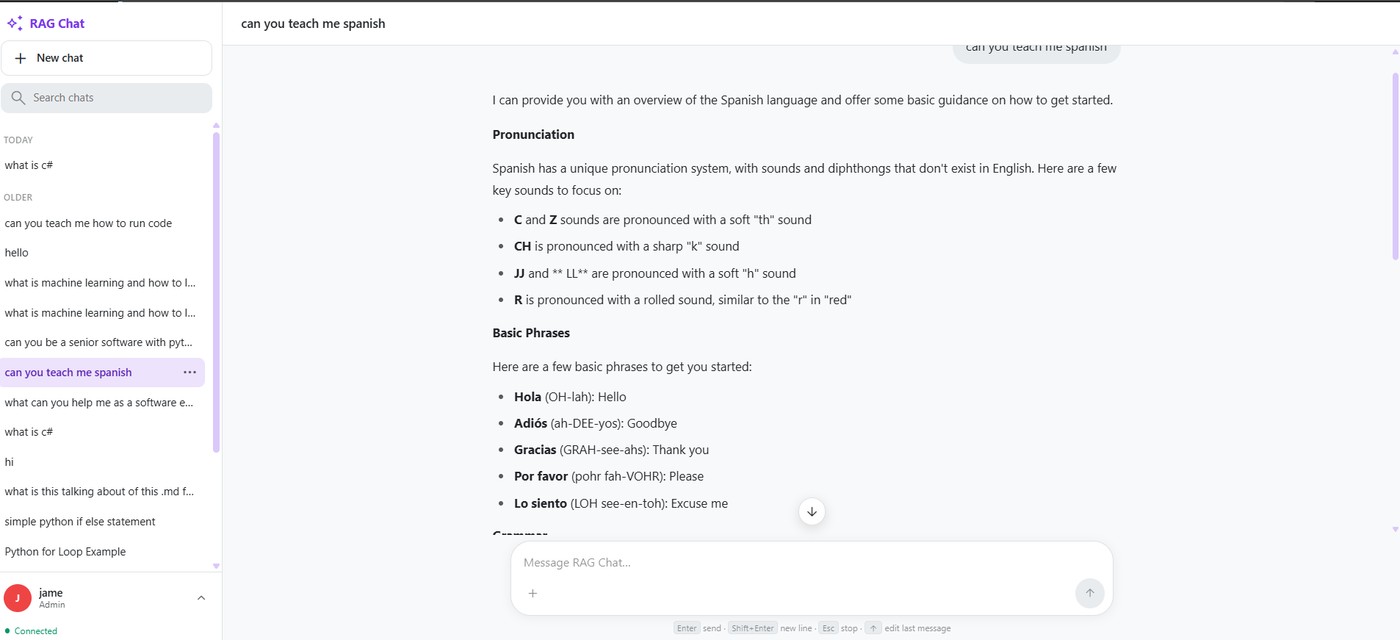 RAG Chat
New chat
Search chats
TODAY
what is c#
OLDER
can you teach me how to run code
hello
what is machine learning and how to l...
what is machine learning and how to l...
can you be a senior software with pyt...
can you teach me spanish
what can you help me as a software e...
what is c#
hi
what is this talking about of this .md f...
simple python if else statement
Python for Loop Example
J
jame
Admin
Connected
can you teach me spanish
can you teach me spanish
I can provide you with an overview of the Spanish language and offer some basic guidance on how to get started.
Pronunciation
Spanish has a unique pronunciation system, with sounds and diphthongs that don't exist in English. Here are a few
key sounds to focus on:
• C and Z sounds are pronounced with a soft "th" sound
• CH is pronounced with a sharp "k" sound
• JJ and ** LL** are pronounced with a soft "h" sound
• R is pronounced with a rolled sound, similar to the "r" in "red"
Basic Phrases
Here are a few basic phrases to get you started:
• Hola (OH-lah): Hello
• Adiós (ah-DEE-yos): Goodbye
• Gracias (GRAH-see-ahs): Thank you
• Por favor (pohr fah-VOHR): Please
• Lo siento (LOH see-en-toh): Excuse me
Grammar
Message RAG Chat...
Enter send · Shift+Enter new line · Esc stop · ↑ edit last message